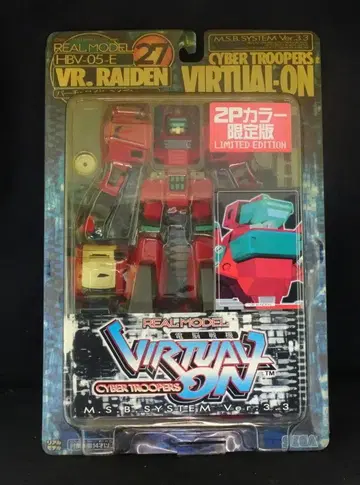 REAL MODEL
27
HBV-05-E
VR. RAIDEN
M.S.B. SYSTEM Ver.3.3
CYBER TROOPERS
VIRTUAL-ON
2Pカラー
限定版
LIMITED EDITION
REAL MODEL
VIRTUAL
CYBER TROOPERS
ON
TM
M.S.B. SYSTEM Ver.3.3
SEGA